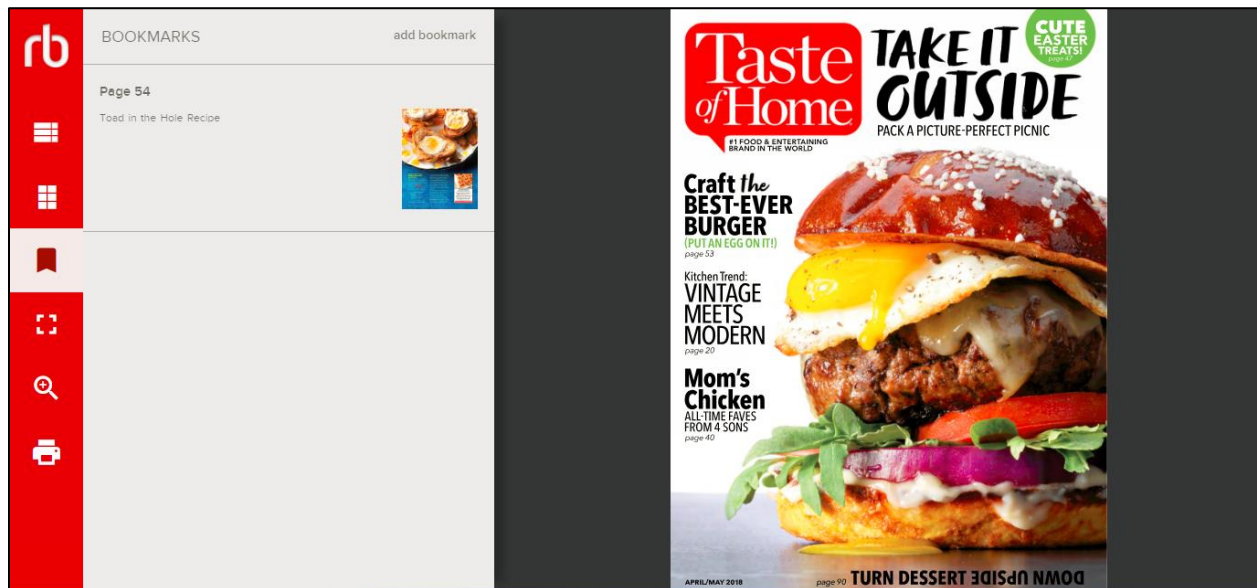 rb
BOOKMARKS
add bookmark
Page 54
Toad in the Hole Recipe
Taste
of Home
#1 FOOD & ENTERTAINING
BRAND IN THE WORLD
TAKE IT
OUTSIDE
PACK A PICTURE-PERFECT PICNIC
CUTE
EASTER
TREATS!
page 47
Craft the
BEST-EVER
BURGER
(PUT AN EGG ON IT!)
page 53
Kitchen Trend:
VINTAGE
MEETS
MODERN
page 20
Mom's
Chicken
ALL-TIME FAVES
FROM 4 SONS
page 40
APRIL/MAY 2018
page 90 TURN DESSERT UPSIDE DOWN